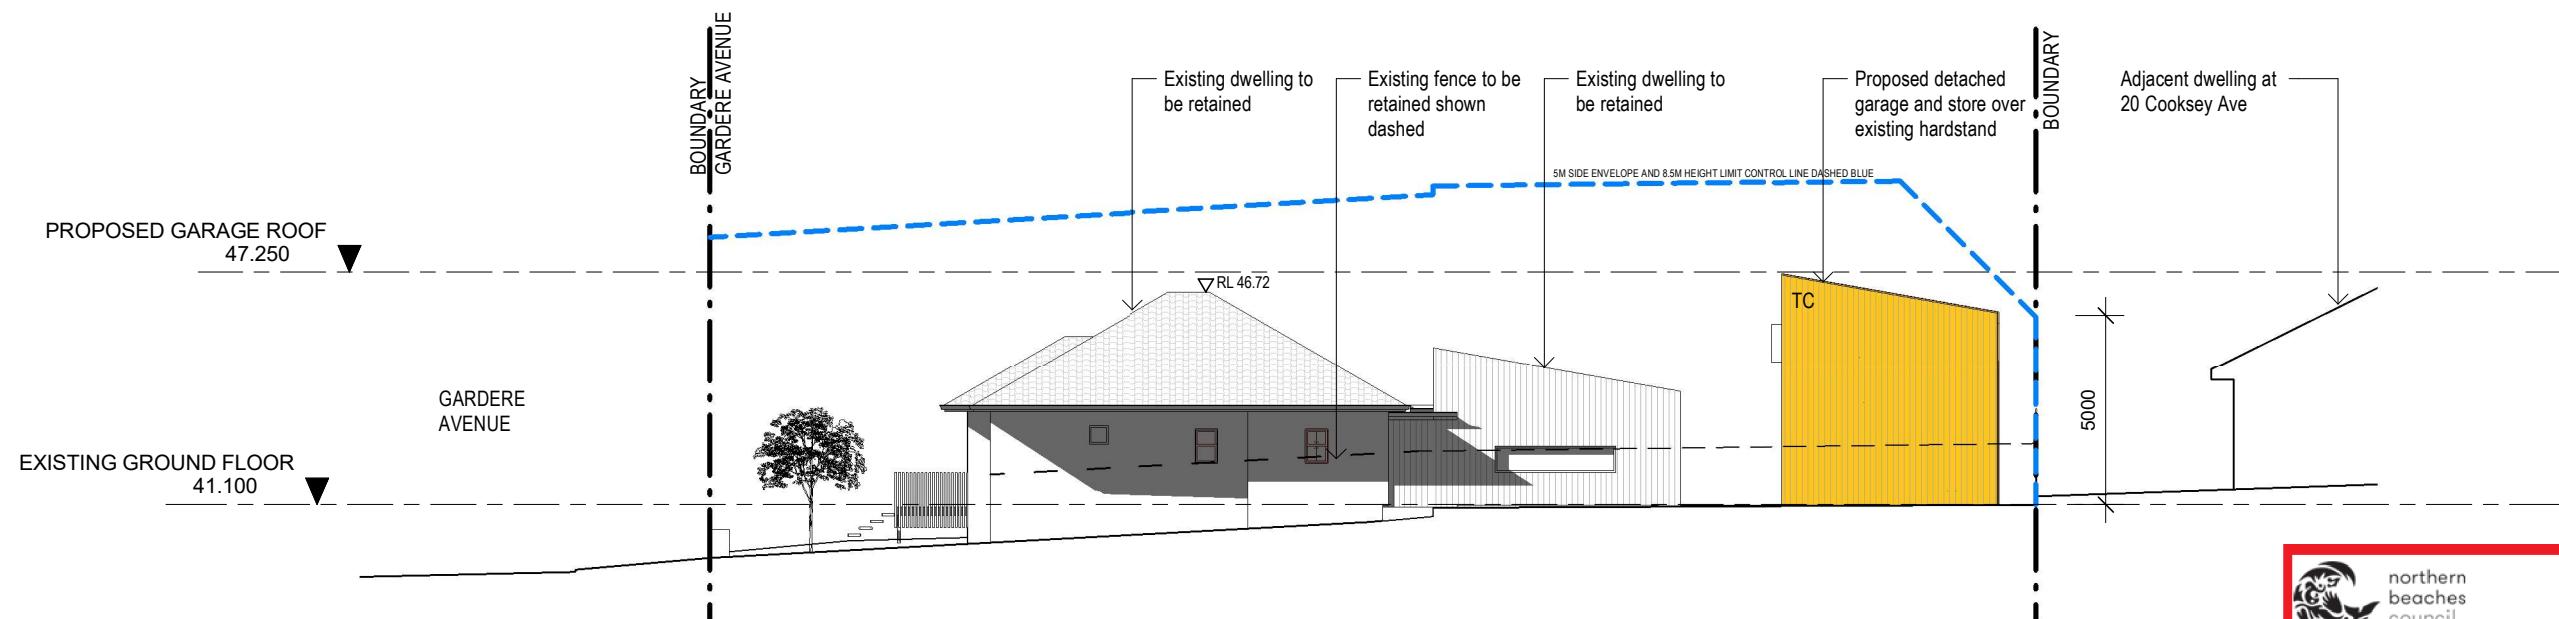 BOUNDARY
GARDERE AVENUE
Existing dwelling to
be retained
Existing fence to be
retained shown
dashed
Existing dwelling to
be retained
Proposed detached
garage and store over
existing hardstand
BOUNDARY
Adjacent dwelling at
20 Cooksey Ave
5M SIDE ENVELOPE AND 8.5M HEIGHT LIMIT CONTROL LINE DASHED BLUE
PROPOSED GARAGE ROOF
47.250
RL 46.72
TC
GARDERE
AVENUE
5000
EXISTING GROUND FLOOR
41.100
northern
beaches
council